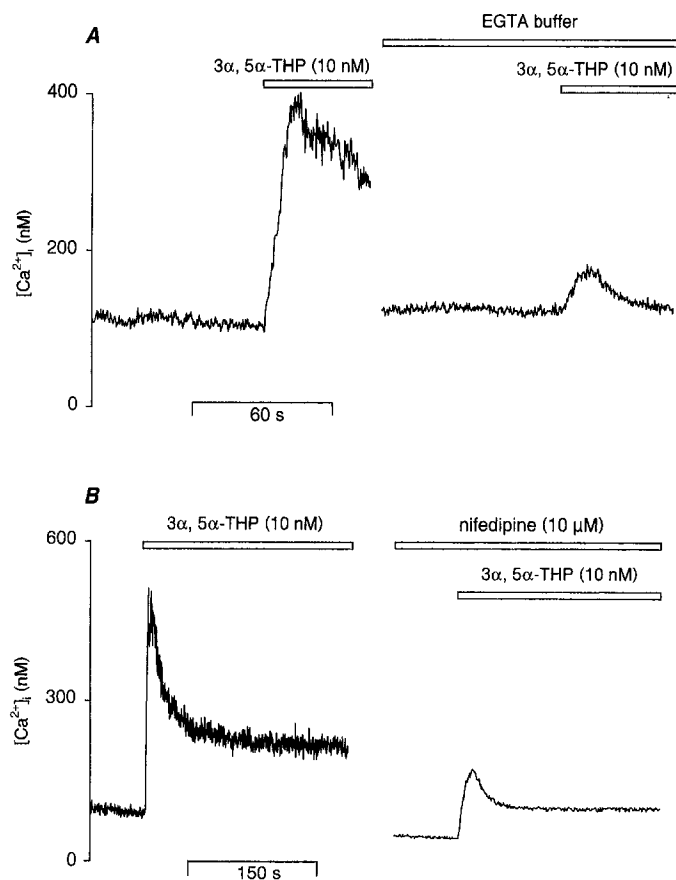 A
EGTA buffer
3α, 5α-THP (10 nM)
3α, 5α-THP (10 nM)
400
200
0
[Ca²⁺]ᵢ (nM)
60 s
B
3α, 5α-THP (10 nM)
nifedipine (10 µM)
3α, 5α-THP (10 nM)
600
300
0
[Ca²⁺]ᵢ (nM)
150 s